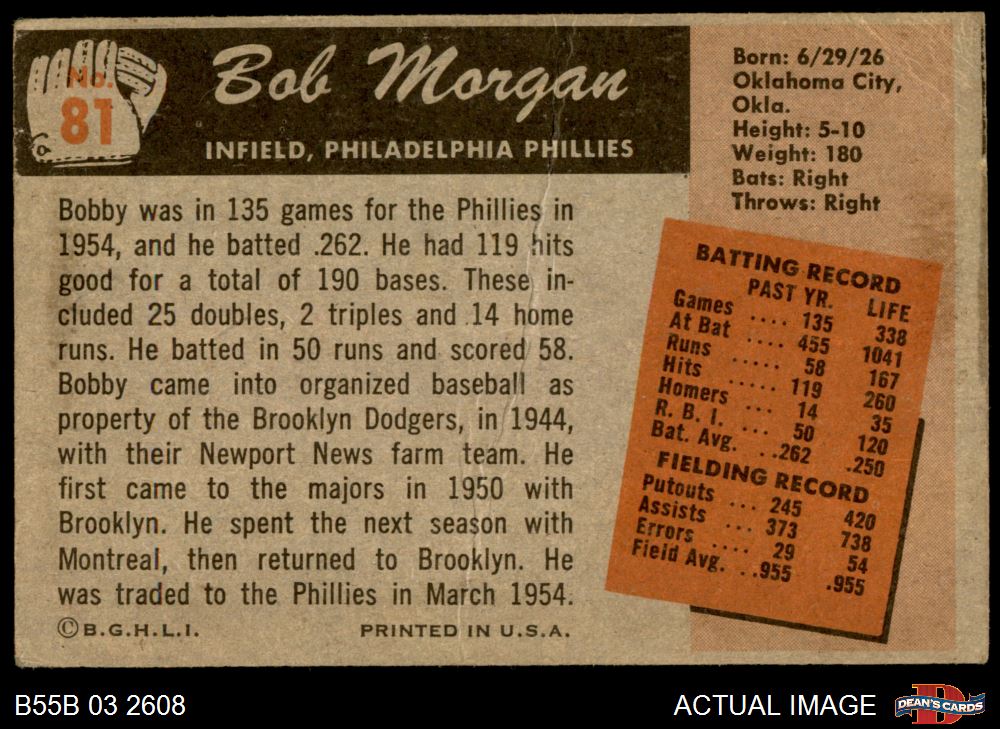 No.
81
Bob Morgan
INFIELD, PHILADELPHIA PHILLIES
Born: 6/29/26
Oklahoma City,
Okla.
Height: 5-10
Weight: 180
Bats: Right
Throws: Right
Bobby was in 135 games for the Phillies in
1954, and he batted .262. He had 119 hits
good for a total of 190 bases. These in-
cluded 25 doubles, 2 triples and 14 home
runs. He batted in 50 runs and scored 58.
Bobby came into organized baseball as
property of the Brooklyn Dodgers, in 1944,
with their Newport News farm team. He
first came to the majors in 1950 with
Brooklyn. He spent the next season with
Montreal, then returned to Brooklyn. He
was traded to the Phillies in March 1954.
©B.G.H.L.I. PRINTED IN U.S.A.
BATTING RECORD
PAST YR. LIFE
Games .... 135 338
At Bat .... 455 1041
Runs ..... 58 167
Hits ..... 119 260
Homers ... 14 35
R. B. I. ... 50 120
Bat. Avg. ..262 .250
FIELDING RECORD
Putouts ... 245 420
Assists ... 373 738
Errors .... 29 54
Field Avg. ..955 .955
B55B 03 2608 ACTUAL IMAGE DEAN'S CARDS